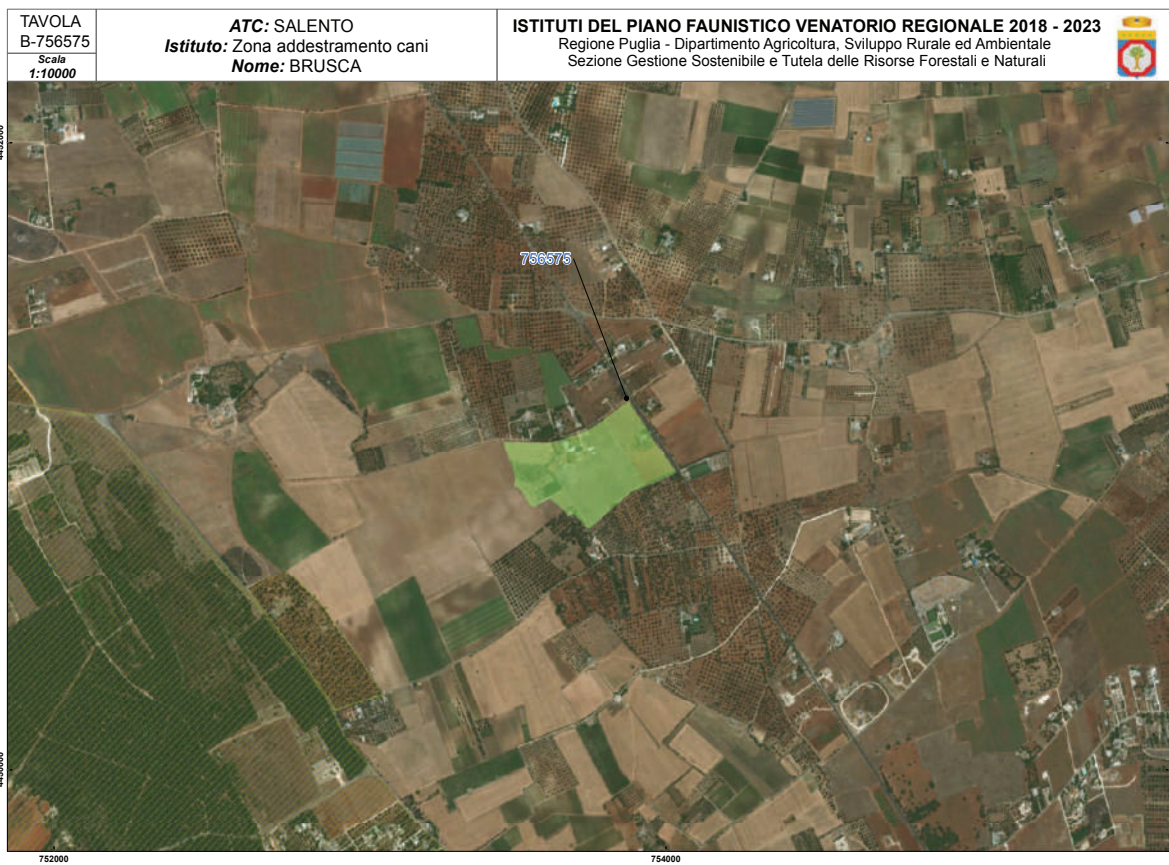 TAVOLA
B-756575
Scala
1:10000
ATC: SALENTO
Istituto: Zona addestramento cani
Nome: BRUSCA
ISTITUTI DEL PIANO FAUNISTICO VENATORIO REGIONALE 2018 - 2023
Regione Puglia - Dipartimento Agricoltura, Sviluppo Rurale ed Ambientale
Sezione Gestione Sostenibile e Tutela delle Risorse Forestali e Naturali
756575
752000
754000